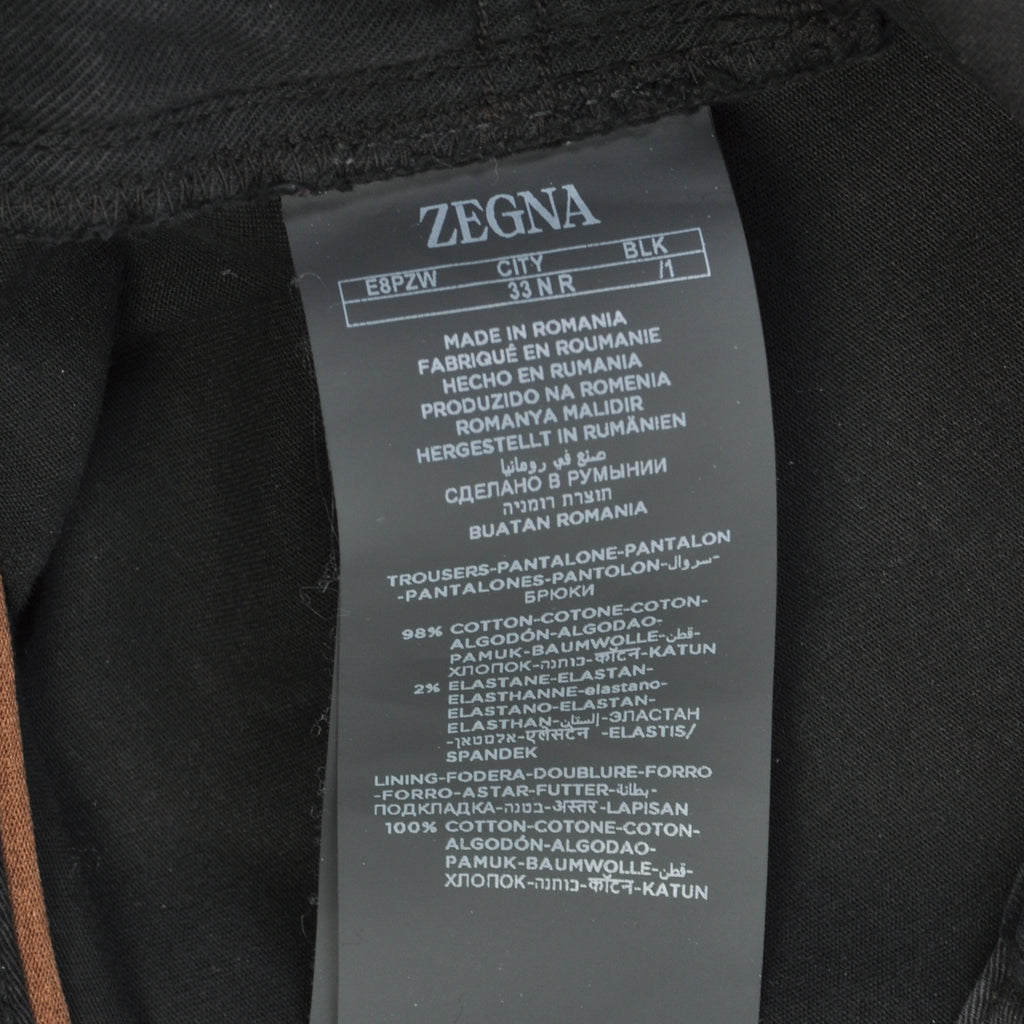 ZEGNA
E8PZW CITY BLK
33 N R /1
MADE IN ROMANIA
FABRIQUÉ EN ROUMANIE
HECHO EN RUMANIA
PRODUZIDO NA ROMENIA
ROMANYA MALIDIR
HERGESTELLT IN RUMÄNIEN
صنع في رومانيا
СДЕЛАНО В РУМЫНИИ
תוצרת רומניה
BUATAN ROMANIA
TROUSERS-PANTALONE-PANTALON
-PANTALONES-PANTOLON-سروال-
БРЮКИ
98% COTTON-COTONE-COTON-
ALGODÓN-ALGODAO-
PAMUK-BAUMWOLLE-قطن-
ХЛОПОК-כותנה-कॉटन-KATUN
2% ELASTANE-ELASTAN-
ELASTHANNE-elastano-
ELASTANO-ELASTAN-
ELASTHAN-إلستان-ЭЛАСТАН
-אלסטאן-एलेसटेन -ELASTIS/
SPANDEK
LINING-FODERA-DOUBLURE-FORRO
-FORRO-ASTAR-FUTTER-بطانة-
ПОДКЛАДКА-בטנה-अस्तर-LAPISAN
100% COTTON-COTONE-COTON-
ALGODÓN-ALGODAO-
PAMUK-BAUMWOLLE-قطن-
ХЛОПОК-כותנה-कॉटन-KATUN